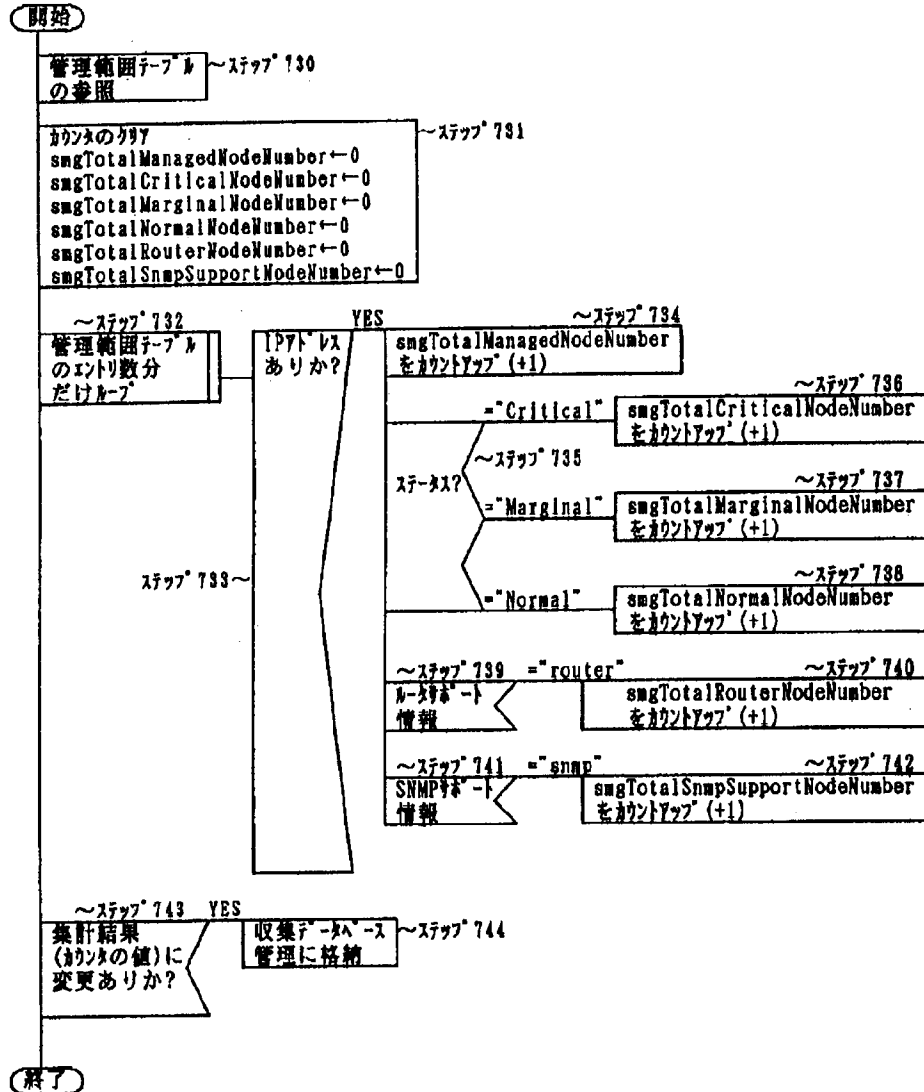 開始
管理範囲ﾃｰﾌﾞﾙ
の参照
～ｽﾃｯﾌﾟ730
ｶｳﾝﾀのｸﾘｱ
smgTotalManagedNodeNumber←0
smgTotalCriticalNodeNumber←0
smgTotalMarginalNodeNumber←0
smgTotalNormalNodeNumber←0
smgTotalRouterNodeNumber←0
smgTotalSnmpSupportNodeNumber←0
～ｽﾃｯﾌﾟ731
～ｽﾃｯﾌﾟ732
管理範囲ﾃｰﾌﾞﾙ
のｴﾝﾄﾘ数分
だけﾙｰﾌﾟ
ｽﾃｯﾌﾟ733～
IPｱﾄﾞﾚｽ
ありか?
YES
～ｽﾃｯﾌﾟ734
smgTotalManagedNodeNumber
をｶｳﾝﾄｱｯﾌﾟ(+1)
ｽﾃｰﾀｽ?
～ｽﾃｯﾌﾟ735
="Critical"
～ｽﾃｯﾌﾟ736
smgTotalCriticalNodeNumber
をｶｳﾝﾄｱｯﾌﾟ(+1)
="Marginal"
～ｽﾃｯﾌﾟ737
smgTotalMarginalNodeNumber
をｶｳﾝﾄｱｯﾌﾟ(+1)
="Normal"
～ｽﾃｯﾌﾟ738
smgTotalNormalNodeNumber
をｶｳﾝﾄｱｯﾌﾟ(+1)
～ｽﾃｯﾌﾟ739
ﾙｰﾀｻﾎﾟｰﾄ
情報
="router"
～ｽﾃｯﾌﾟ740
smgTotalRouterNodeNumber
をｶｳﾝﾄｱｯﾌﾟ(+1)
～ｽﾃｯﾌﾟ741
SNMPｻﾎﾟｰﾄ
情報
="snmp"
～ｽﾃｯﾌﾟ742
smgTotalSnmpSupportNodeNumber
をｶｳﾝﾄｱｯﾌﾟ(+1)
～ｽﾃｯﾌﾟ743
集計結果
(ｶｳﾝﾀの値)に
変更ありか?
YES
収集ﾃﾞｰﾀﾍﾞｰｽ
管理に格納
～ｽﾃｯﾌﾟ744
終了